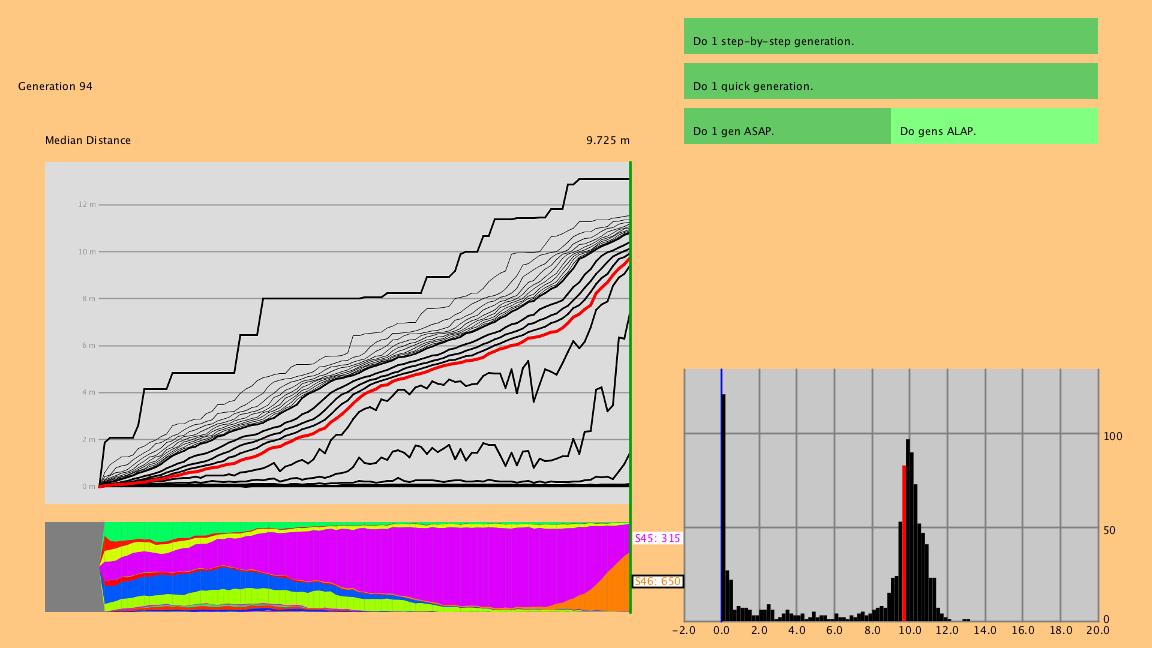 Do 1 step-by-step generation.
Generation 94
Do 1 quick generation.
Do 1 gen ASAP. Do gens ALAP.
Median Distance 9.725 m
12 m
10 m
8 m
6 m
4 m
2 m
0 m
S45: 315
S46: 650
100
50
0
-2.0 0.0 2.0 4.0 6.0 8.0 10.0 12.0 14.0 16.0 18.0 20.0